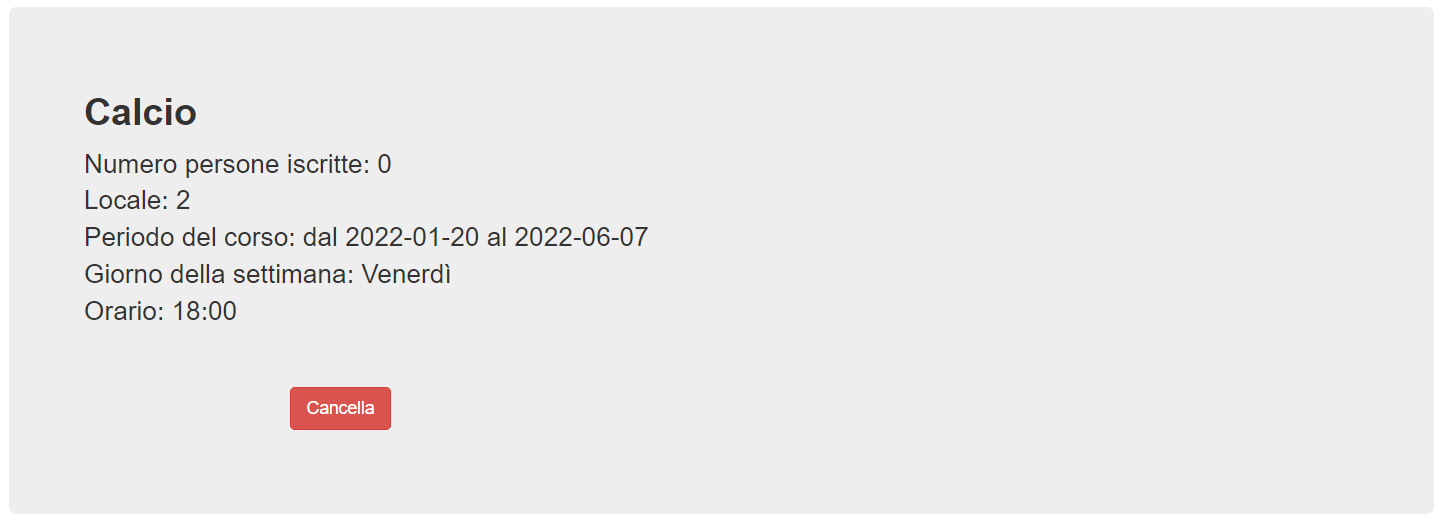 Calcio
Numero persone iscritte: 0
Locale: 2
Periodo del corso: dal 2022-01-20 al 2022-06-07
Giorno della settimana: Venerdì
Orario: 18:00
Cancella